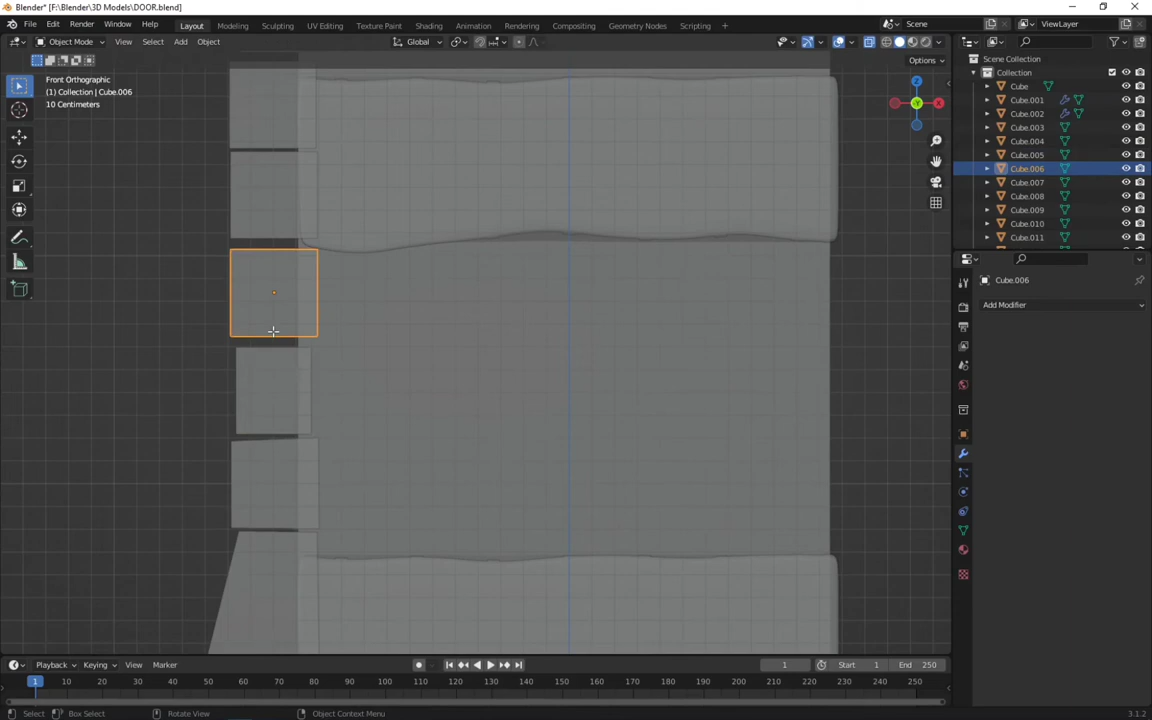 Blender* [F:\Blender\3D Models\DOOR.blend]
File Edit Render Window Help Layout Modeling Sculpting UV Editing Texture Paint Shading Animation Rendering Compositing Geometry Nodes Scripting + Scene ViewLayer
Object Mode View Select Add Object Global
Options
Front Orthographic
(1) Collection | Cube.006
10 Centimeters
Z
Y
X
Scene Collection
Collection
Cube
Cube.001
Cube.002
Cube.003
Cube.004
Cube.005
Cube.006
Cube.007
Cube.008
Cube.009
Cube.010
Cube.011
Cube.006
Add Modifier
Playback Keying View Marker 1 Start 1 End 250
1 10 20 30 40 50 60 70 80 90 100 110 120 130 140 150 160 170 180 190 200 210 220 230 240 250
Select Box Select Rotate View Object Context Menu 3.1.2